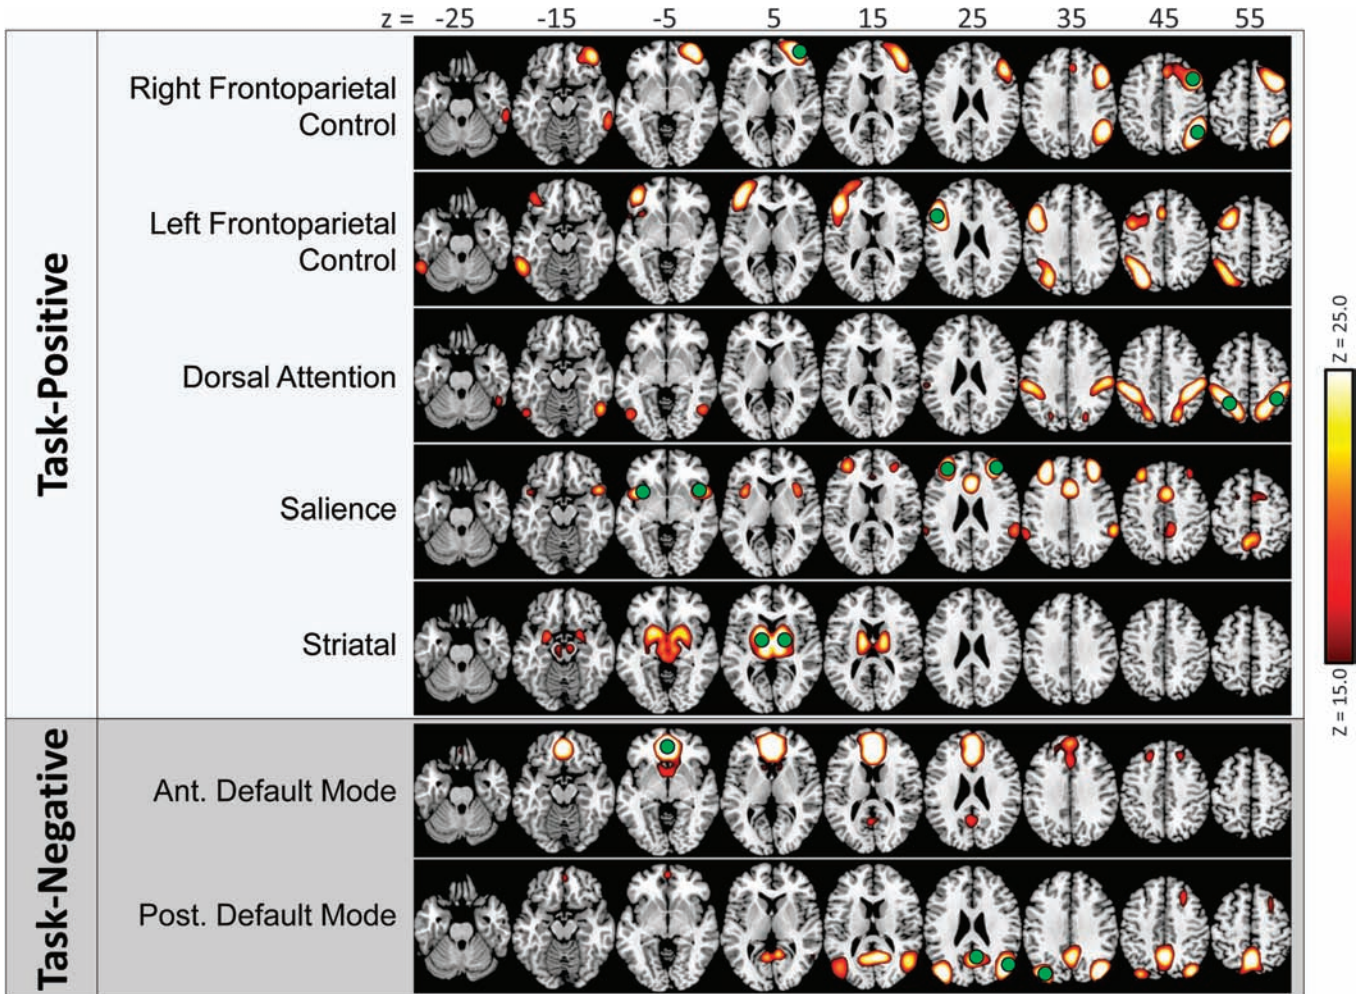 z = -25 -15 -5 5 15 25 35 45 55
Task-Positive
Right Frontoparietal
Control
Left Frontoparietal
Control
Dorsal Attention
Salience
Striatal
Task-Negative
Ant. Default Mode
Post. Default Mode
Z = 25.0
Z = 15.0